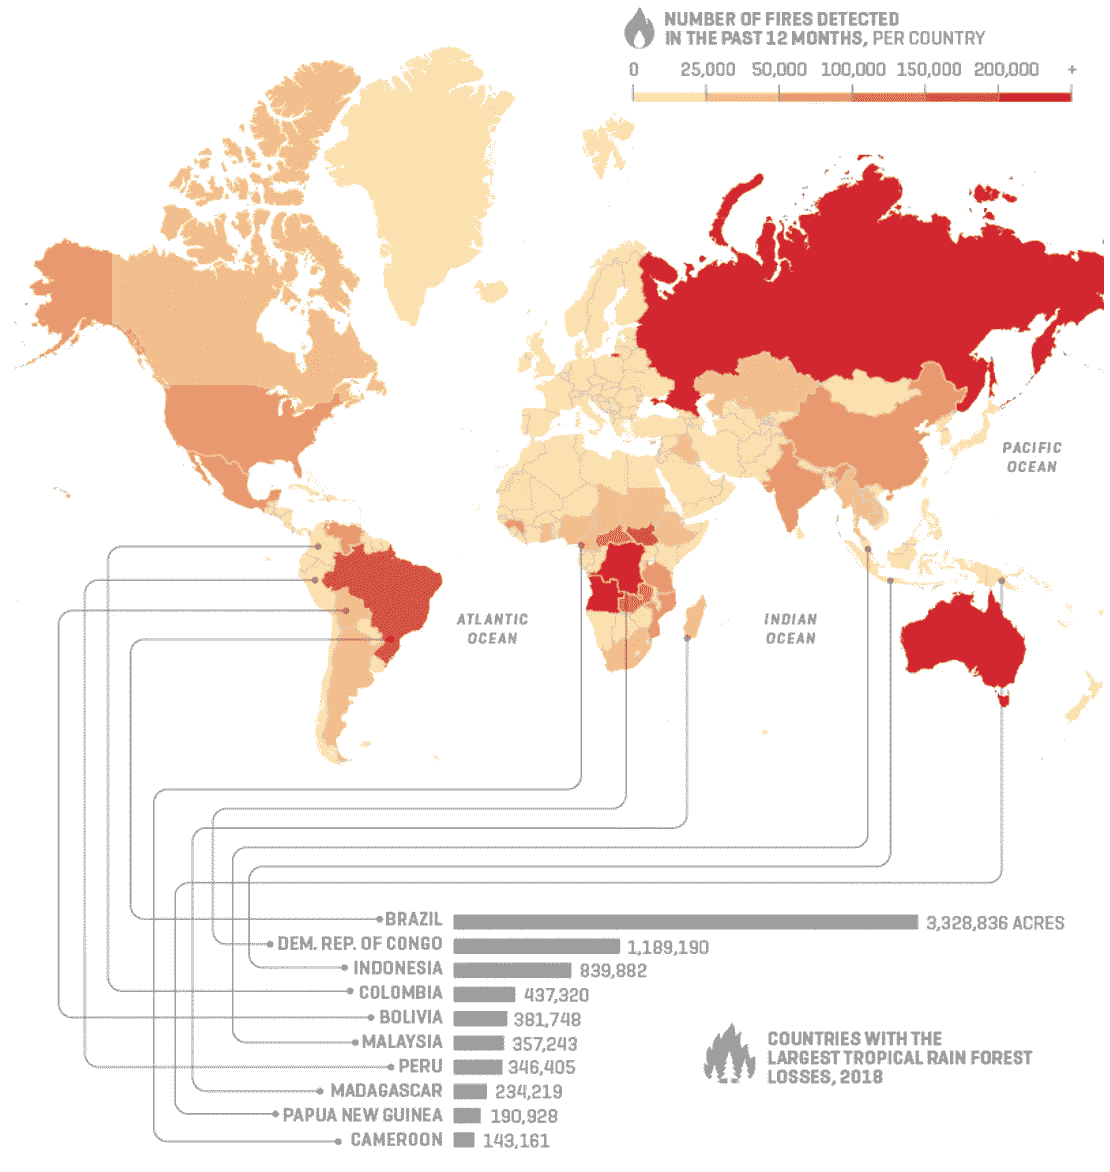 NUMBER OF FIRES DETECTED
IN THE PAST 12 MONTHS, PER COUNTRY
0 25,000 50,000 100,000 150,000 200,000 +
PACIFIC
OCEAN
ATLANTIC
OCEAN
INDIAN
OCEAN
BRAZIL 3,328,836 ACRES
DEM. REP. OF CONGO 1,189,190
INDONESIA 839,882
COLOMBIA 437,320
BOLIVIA 381,748
MALAYSIA 357,243
PERU 346,405
MADAGASCAR 234,219
PAPUA NEW GUINEA 190,928
CAMEROON 143,161
COUNTRIES WITH THE
LARGEST TROPICAL RAIN FOREST
LOSSES, 2018